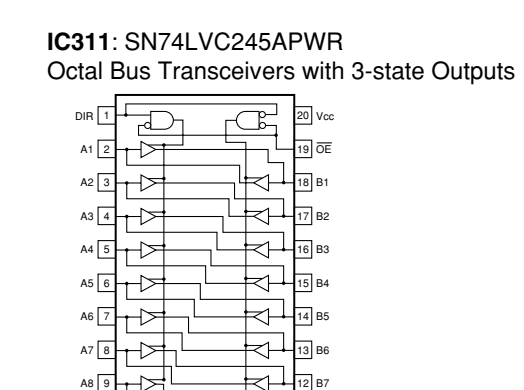 IC311: SN74LVC245APWR
Octal Bus Transceivers with 3-state Outputs
DIR 1 20 Vcc
A1 2 19 OE
A2 3 18 B1
A3 4 17 B2
A4 5 16 B3
A5 6 15 B4
A6 7 14 B5
A7 8 13 B6
A8 9 12 B7